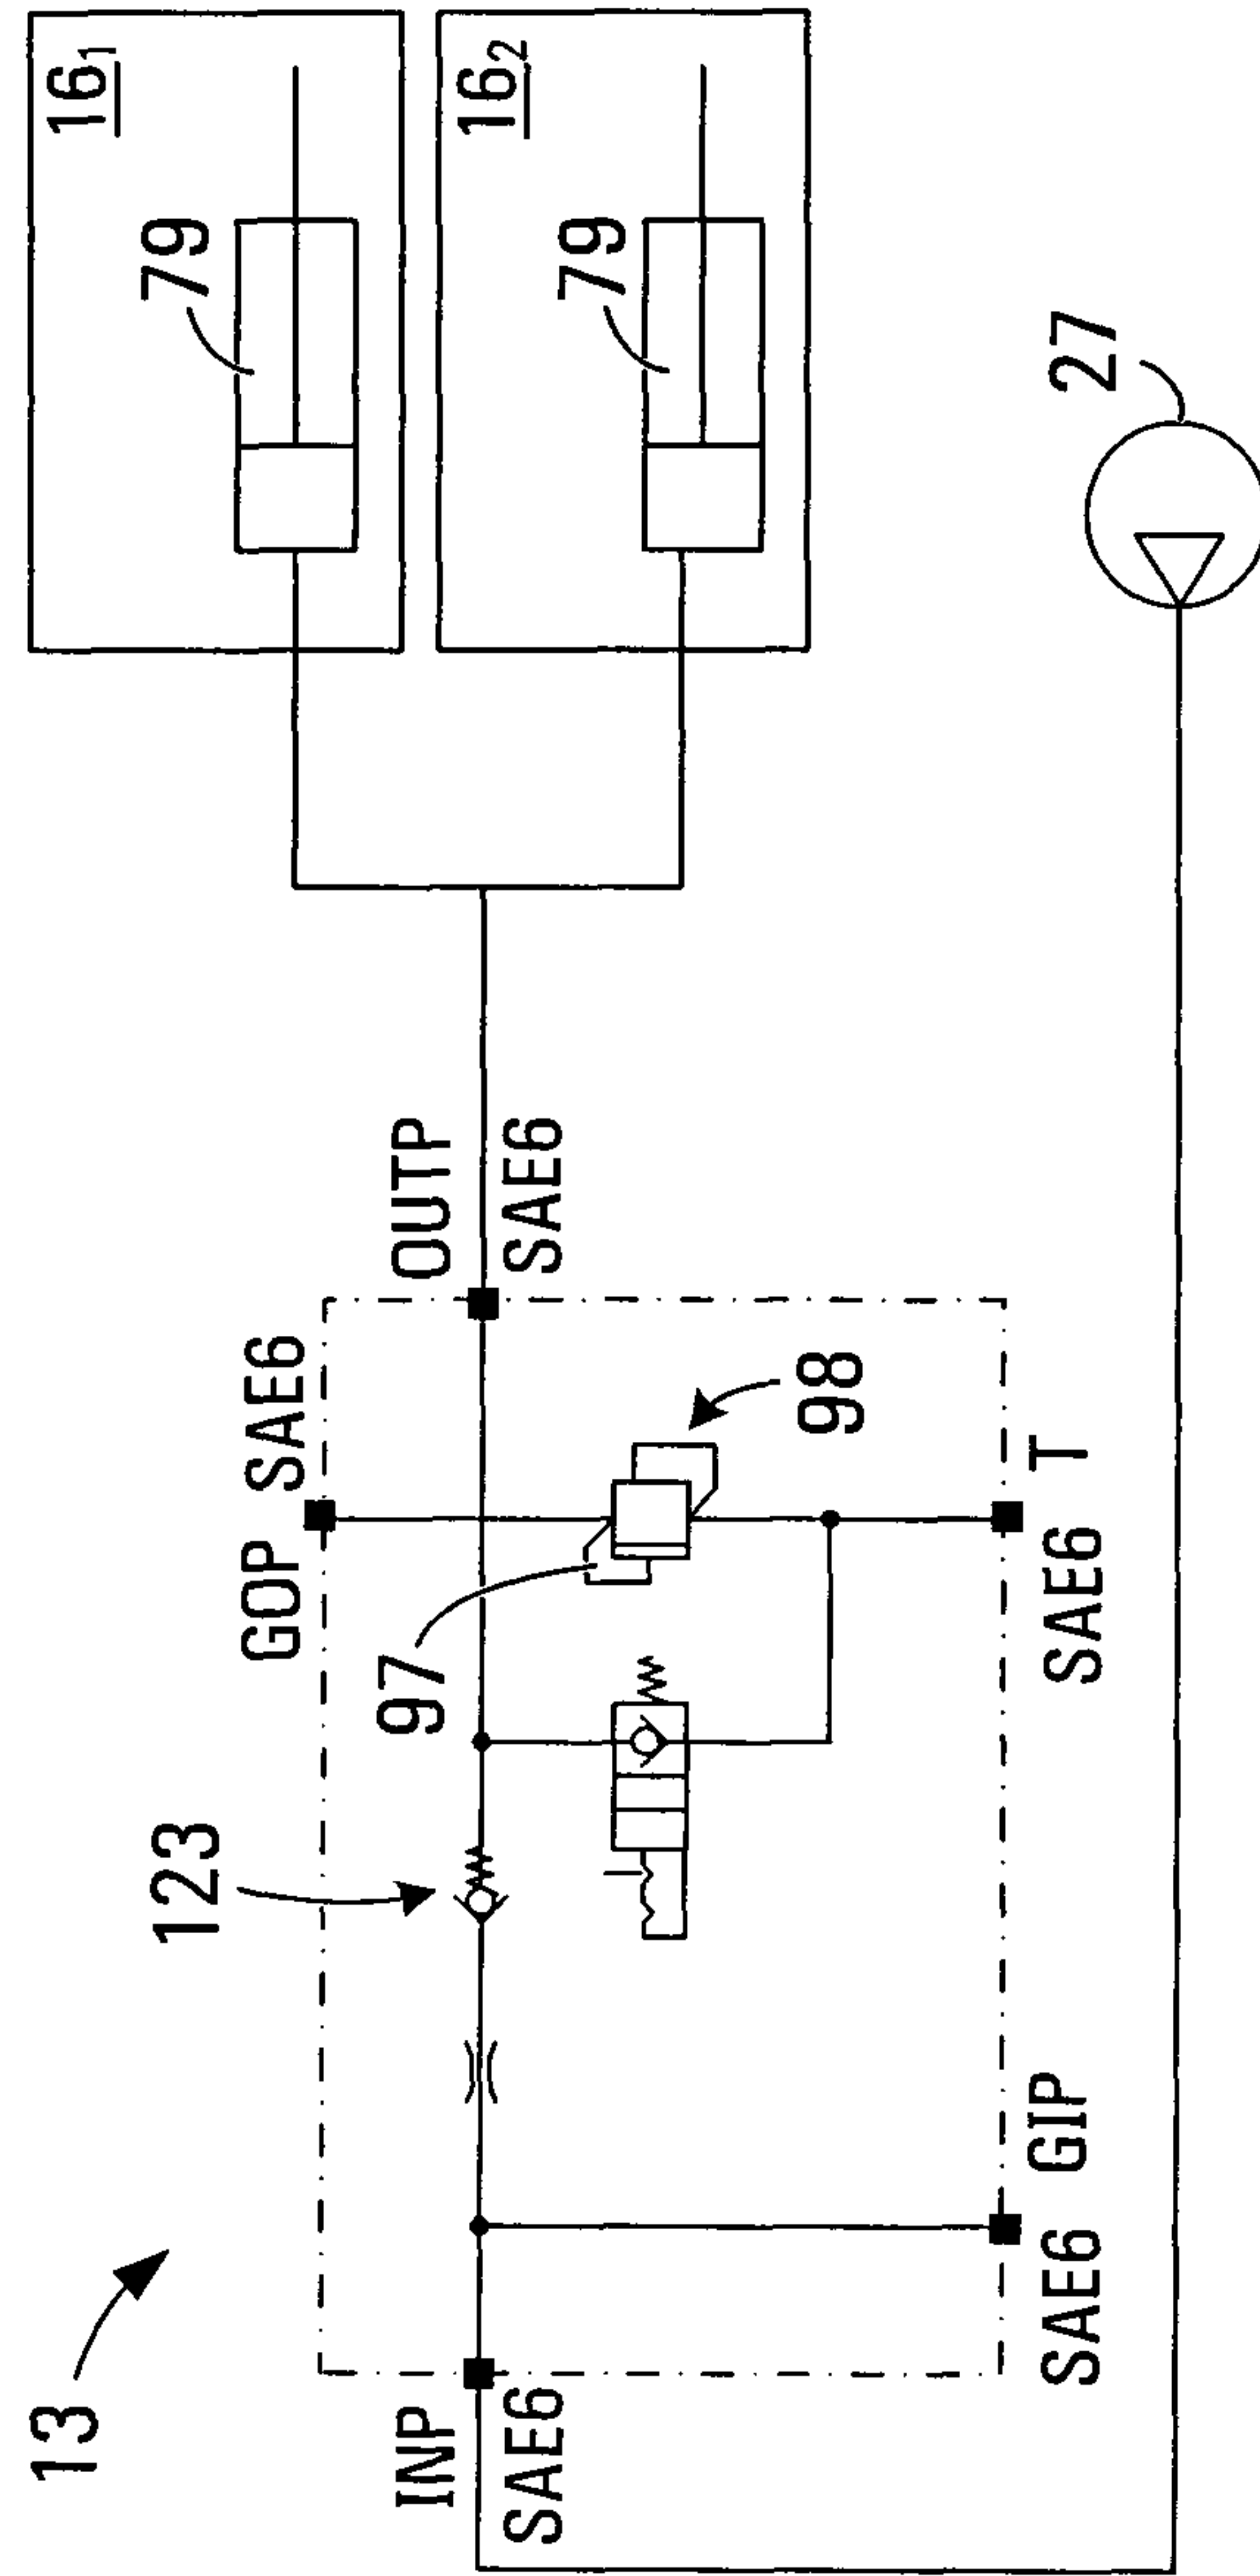 13
123
97
98
GOP SAE6
OUTP
SAE6
INP
SAE6
SAE6 GIP
SAE6 T
16₁
79
16₂
79
27